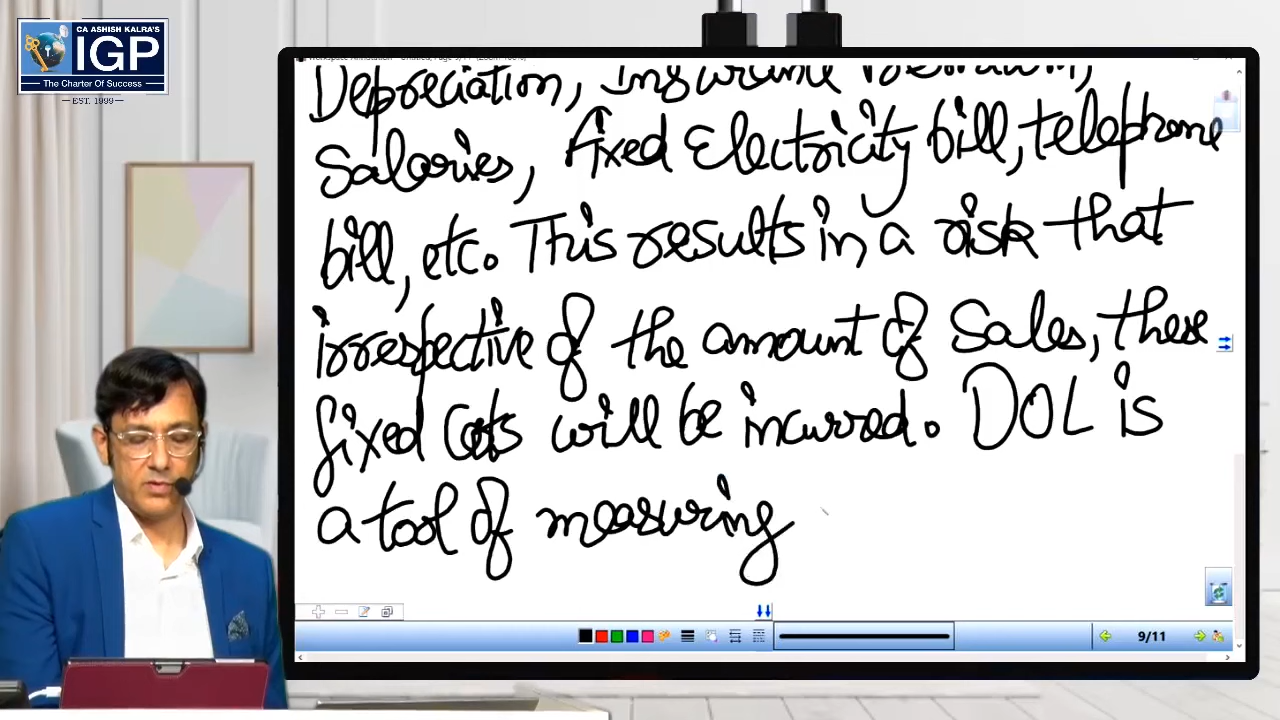 CA ASHISH KALRA'S
IGP
The Charter Of Success
EST. 1999
Depreciation, Insurance Premium,
Salaries, fixed Electricity bill, telephone
bill, etc. This results in a risk that
irrespective of the amount of Sales, these
fixed Costs will be incurred. DOL is
a tool of measuring
9/11